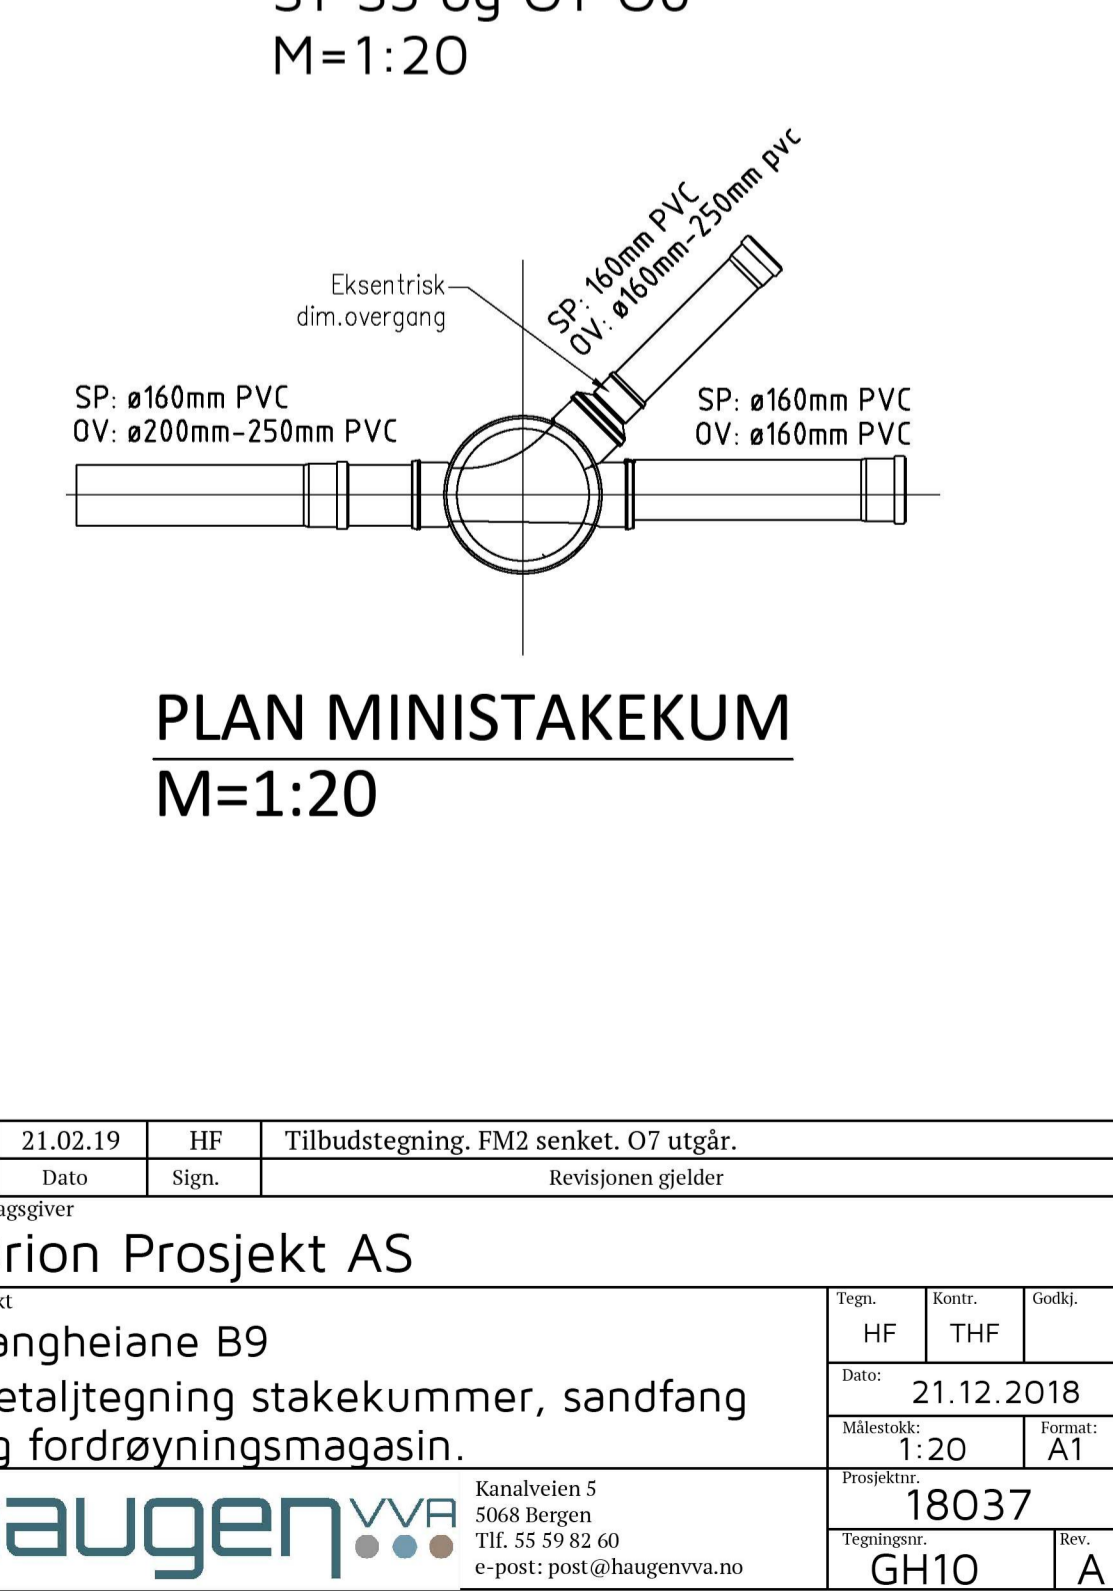 M=1:20
SP: 160mm PVC
OV: ø160mm-250mm pvc
Eksentrisk
dim.overgang
SP: ø160mm PVC
OV: ø200mm-250mm PVC
SP: ø160mm PVC
OV: ø160mm PVC
PLAN MINISTAKEKUM
M=1:20
21.02.19 HF Tilbudstegning. FM2 senket. O7 utgår.
Dato Sign. Revisjonen gjelder
agsgiver
rion Prosjekt AS
kt
angheiane B9
etaljtegning stakekummer, sandfang
g fordrøyningsmagasin.
Tegn. Kontr. Godkj.
HF THF
Dato:
21.12.2018
Målestokk: Format:
1:20 A1
Prosjektnr.
18037
Tegningsnr. Rev.
GH10 A
augen VVA
Kanalveien 5
5068 Bergen
Tlf. 55 59 82 60
e-post: post@haugenvva.no